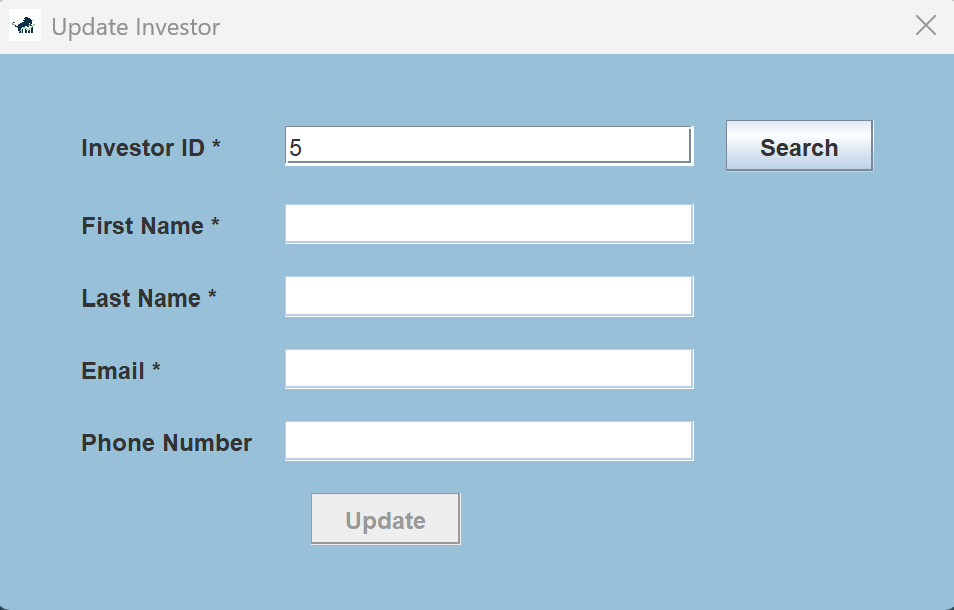 Update Investor
Investor ID * 5 Search
First Name *
Last Name *
Email *
Phone Number
Update